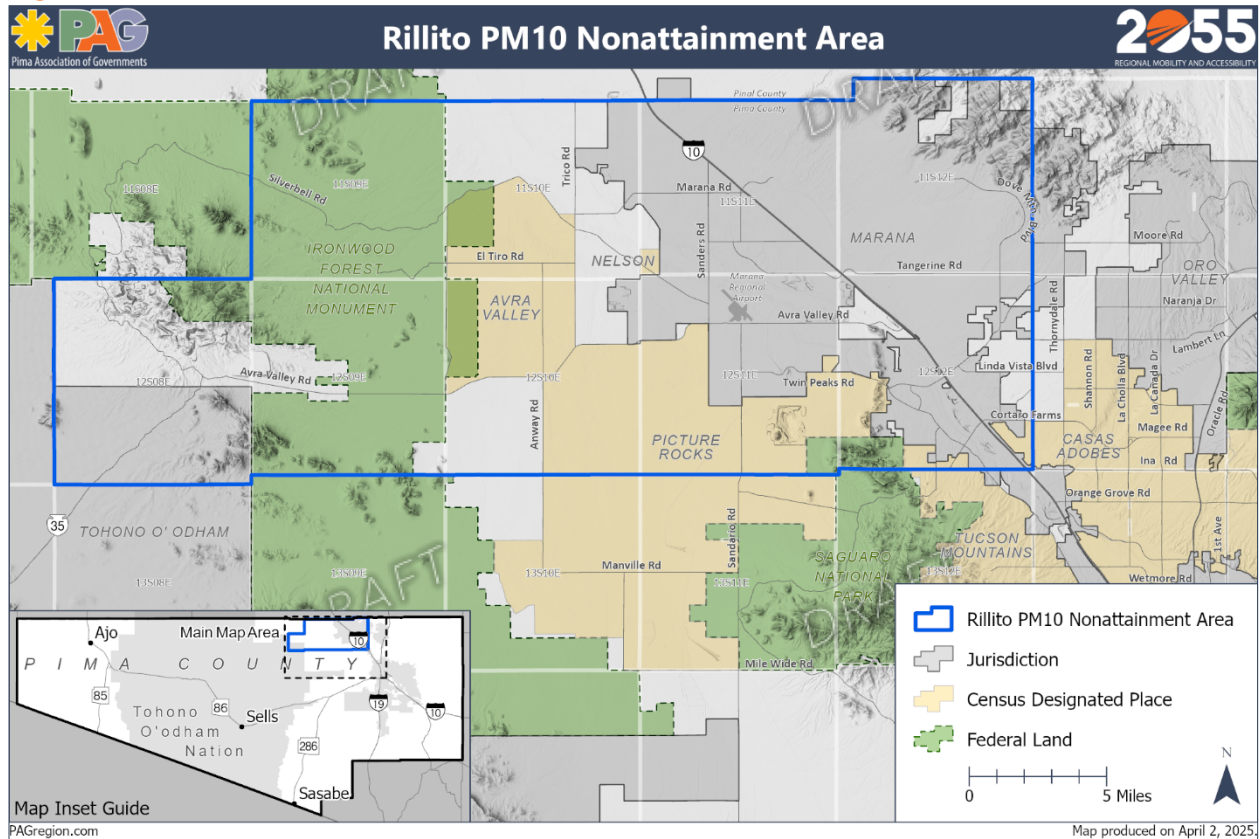 PAG
Pima Association of Governments
Rillito PM10 Nonattainment Area
2055
REGIONAL MOBILITY AND ACCESSIBILITY
DRAFT
DRAFT
Pinal County
Pima County
10
Trico Rd
11S08E
Silverbell Rd
11S09E
11S10E
Marana Rd
11S11E
11S12E
Dove Mtn Blvd
IRONWOOD
FOREST
NATIONAL
MONUMENT
El Tiro Rd
NELSON
Sanders Rd
MARANA
Tangerine Rd
Moore Rd
ORO
VALLEY
Naranja Dr
AVRA
VALLEY
Marana
Regional
Airport
Avra Valley Rd
Thornydale Rd
Lambert Ln
12S08E
Avra Valley Rd
12S09E
12S10E
12S11E
Twin Peaks Rd
12S12E
Linda Vista Blvd
Shannon Rd
La Cholla Blvd
La Cañada Dr
Oracle Rd
Anway Rd
PICTURE
ROCKS
Cortaro Farms
CASAS
ADOBES
Magee Rd
Ina Rd
35
TOHONO O' ODHAM
Orange Grove Rd
Sandario Rd
TUCSON
MOUNTAINS
1st Ave
13S08E
13S09E
DRAFT
13S10E
Manville Rd
13S11E
SAGUARO
NATIONAL
PARK
DRAFT
13S12E
Wetmore Rd
Mile Wide Rd
Ajo
Main Map Area
10
PIMA COUNTY
85
86
Sells
19
10
Tohono
O'odham
Nation
286
Sasabe
Map Inset Guide
Rillito PM10 Nonattainment Area
Jurisdiction
Census Designated Place
Federal Land
0 5 Miles
N
PAGregion.com
Map produced on April 2, 2025